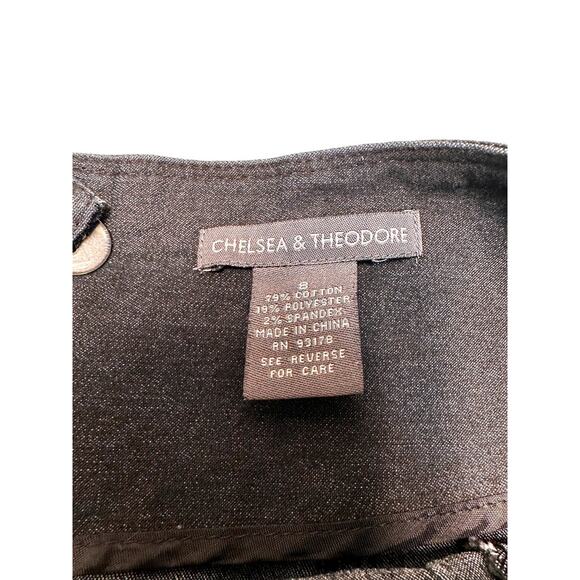 CHELSEA & THEODORE
8
79% COTTON
19% POLYESTER
2% SPANDEX
MADE IN CHINA
RN 93178
SEE REVERSE
FOR CARE